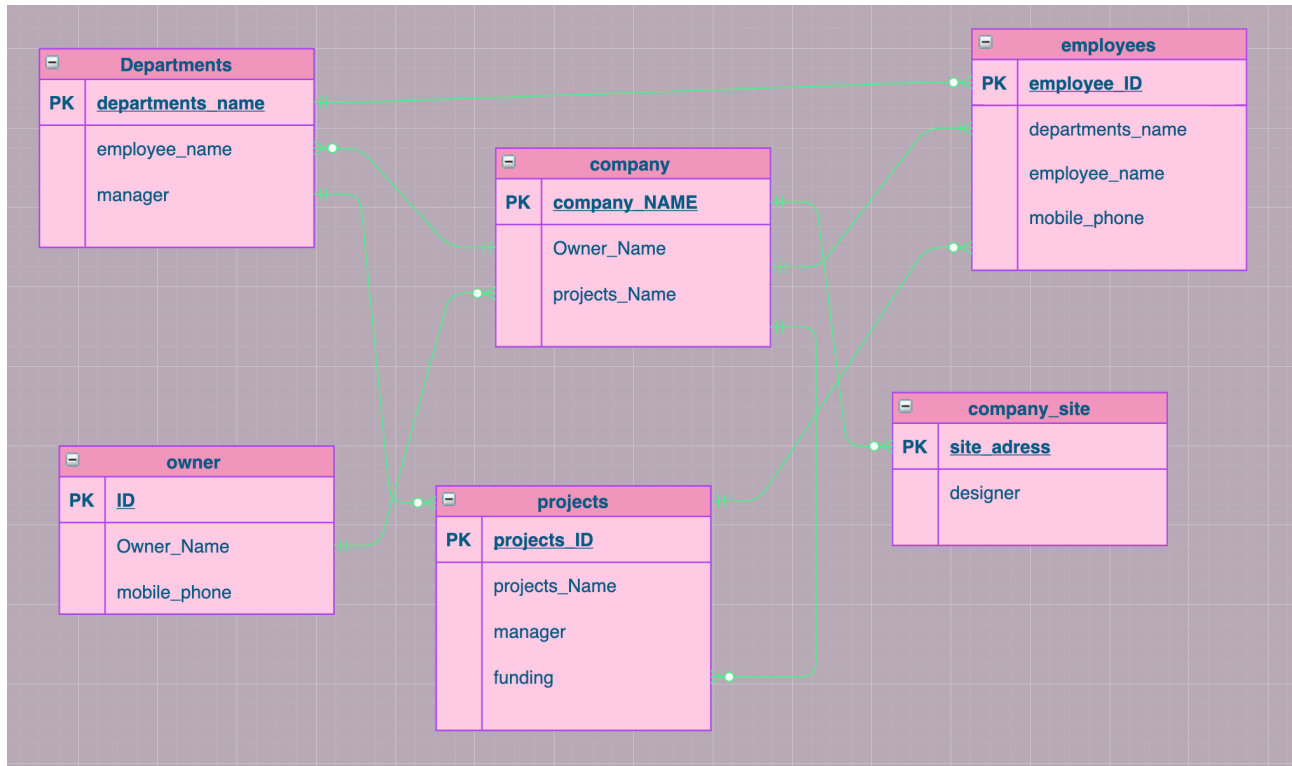 Departments
PK departments_name
employee_name
manager
employees
PK employee_ID
departments_name
employee_name
mobile_phone
company
PK company_NAME
Owner_Name
projects_Name
company_site
PK site_adress
designer
owner
PK ID
Owner_Name
mobile_phone
projects
PK projects_ID
projects_Name
manager
funding